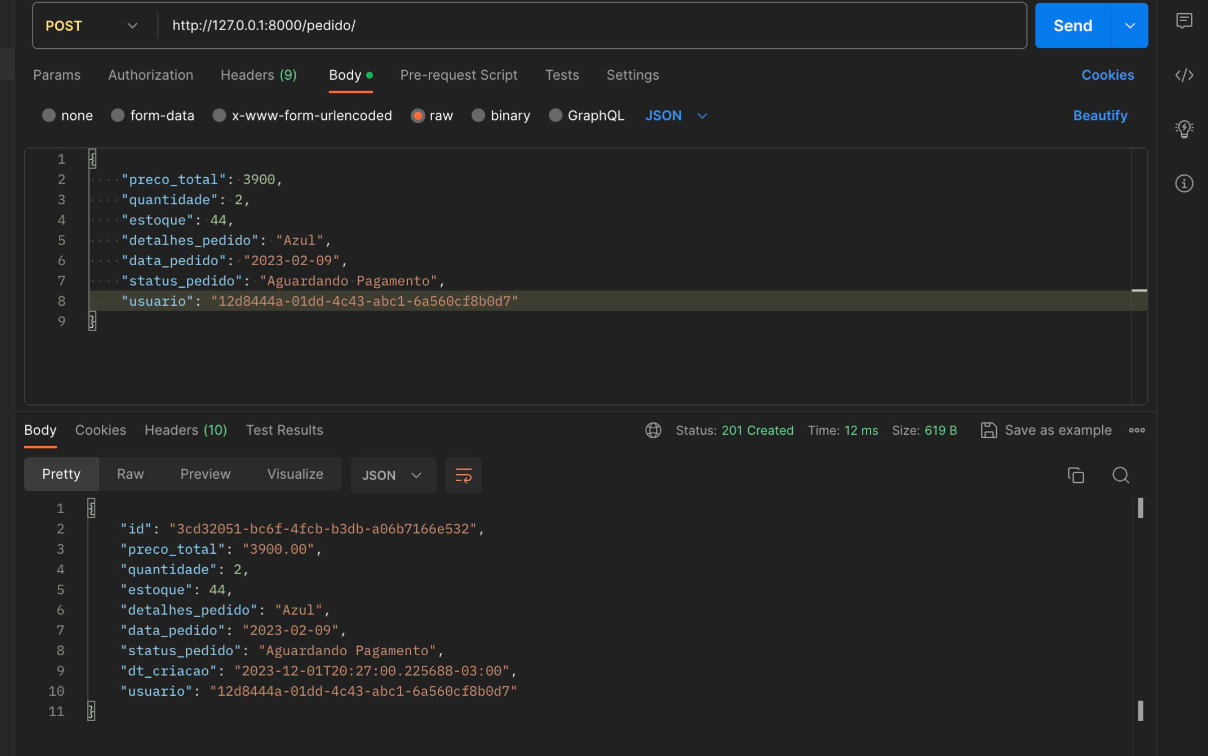 POST http://127.0.0.1:8000/pedido/ Send
Params Authorization Headers (9) Body Pre-request Script Tests Settings Cookies
none form-data x-www-form-urlencoded raw binary GraphQL JSON Beautify
1 {
2 "preco_total": 3900,
3 "quantidade": 2,
4 "estoque": 44,
5 "detalhes_pedido": "Azul",
6 "data_pedido": "2023-02-09",
7 "status_pedido": "Aguardando Pagamento",
8 "usuario": "12d8444a-01dd-4c43-abc1-6a560cf8b0d7"
9 }
Body Cookies Headers (10) Test Results Status: 201 Created Time: 12 ms Size: 619 B Save as example
Pretty Raw Preview Visualize JSON
1 {
2 "id": "3cd32051-bc6f-4fcb-b3db-a06b7166e532",
3 "preco_total": "3900.00",
4 "quantidade": 2,
5 "estoque": 44,
6 "detalhes_pedido": "Azul",
7 "data_pedido": "2023-02-09",
8 "status_pedido": "Aguardando Pagamento",
9 "dt_criacao": "2023-12-01T20:27:00.225688-03:00",
10 "usuario": "12d8444a-01dd-4c43-abc1-6a560cf8b0d7"
11 }